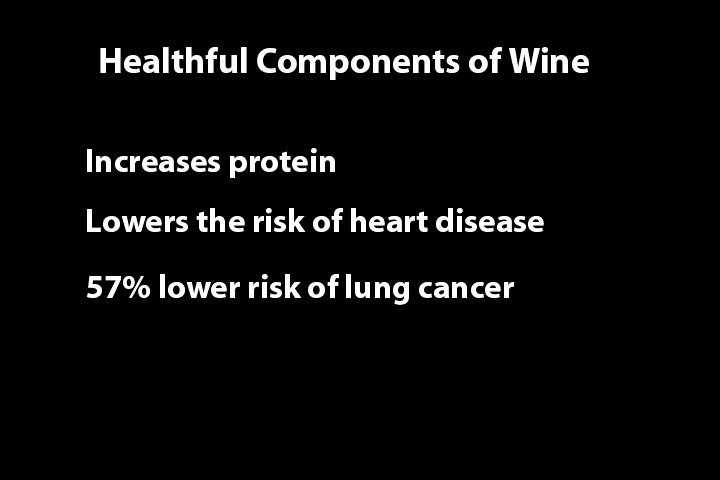 Healthful Components of Wine
Increases protein
Lowers the risk of heart disease
57% lower risk of lung cancer